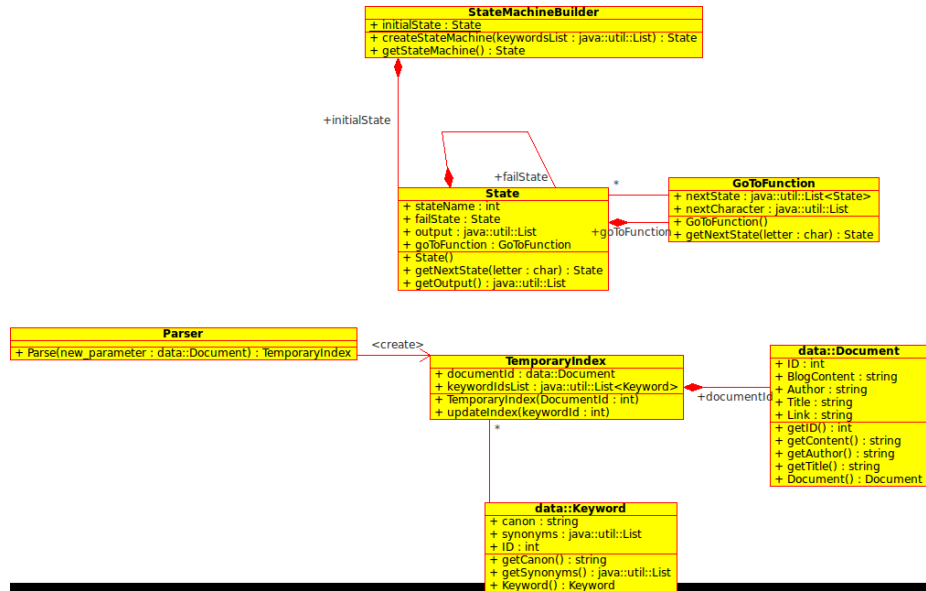 StateMachineBuilder
+ initialState : State
+ createStateMachine(keywordsList : java::util::List) : State
+ getStateMachine() : State
+initialState
+failState
State
+ stateName : int
+ failState : State
+ output : java::util::List
+ goToFunction : GoToFunction
+ State()
+ getNextState(letter : char) : State
+ getOutput() : java::util::List
*
+goToFunction
GoToFunction
+ nextState : java::util::List<State>
+ nextCharacter : java::util::List
+ GoToFunction()
+ getNextState(letter : char) : State
Parser
+ Parse(new_parameter : data::Document) : TemporaryIndex
<create>
TemporaryIndex
+ documentId : data::Document
+ keywordIdsList : java::util::List<Keyword>
+ TemporaryIndex(DocumentId : int)
+ updateIndex(keywordId : int)
+documentId
data::Document
+ ID : int
+ BlogContent : string
+ Author : string
+ Title : string
+ Link : string
+ getID() : int
+ getContent() : string
+ getAuthor() : string
+ getTitle() : string
+ Document() : Document
*
data::Keyword
+ canon : string
+ synonyms : java::util::List
+ ID : int
+ getCanon() : string
+ getSynonyms() : java::util::List
+ Keyword() : Keyword